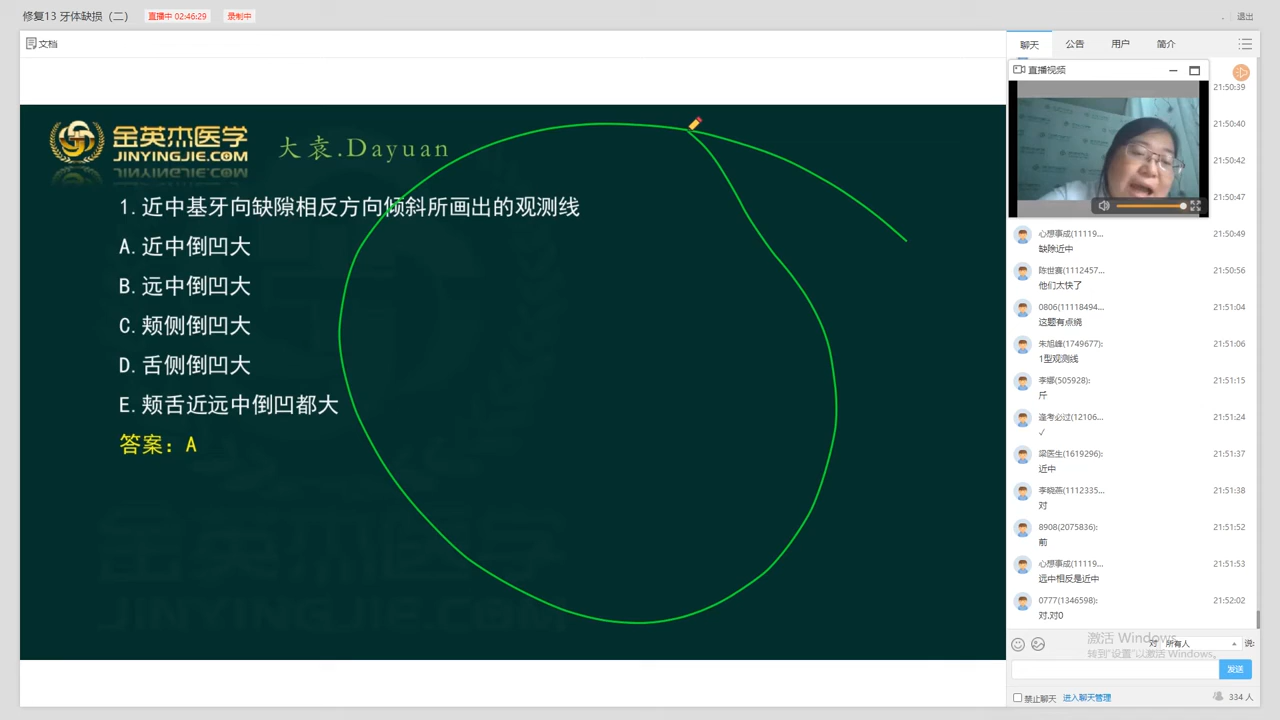 修复13 牙体缺损（二）
直播中 02:46:29
录制中
退出
文档
金英杰医学
JINYINGJIE.COM
大袁.Dayuan
1. 近中基牙向缺隙相反方向倾斜所画出的观测线
A. 近中倒凹大
B. 远中倒凹大
C. 颊侧倒凹大
D. 舌侧倒凹大
E. 颊舌近远中倒凹都大
答案：A
金英杰医学
JINYINGJIE.COM
聊天 公告 用户 简介
直播视频
21:50:39
21:50:40
21:50:42
21:50:47
心想事成(11119... 21:50:49
缺除近中
陈世赛(1112457... 21:50:56
他们太快了
0806(11118494... 21:51:04
这题有点绕
朱旭峰(1749677): 21:51:06
1型观测线
李娜(505928): 21:51:15
斤
逢考必过(12106... 21:51:24
✓
梁医生(1619296): 21:51:37
近中
李晓燕(1112335... 21:51:38
对
8908(2075836): 21:51:52
前
心想事成(11119... 21:51:53
远中相反是近中
0777(1346598): 21:52:02
对,对0
激活 Windows
转到"设置"以激活 Windows。
对 所有人 说:
发送
禁止聊天 进入聊天管理 334 人